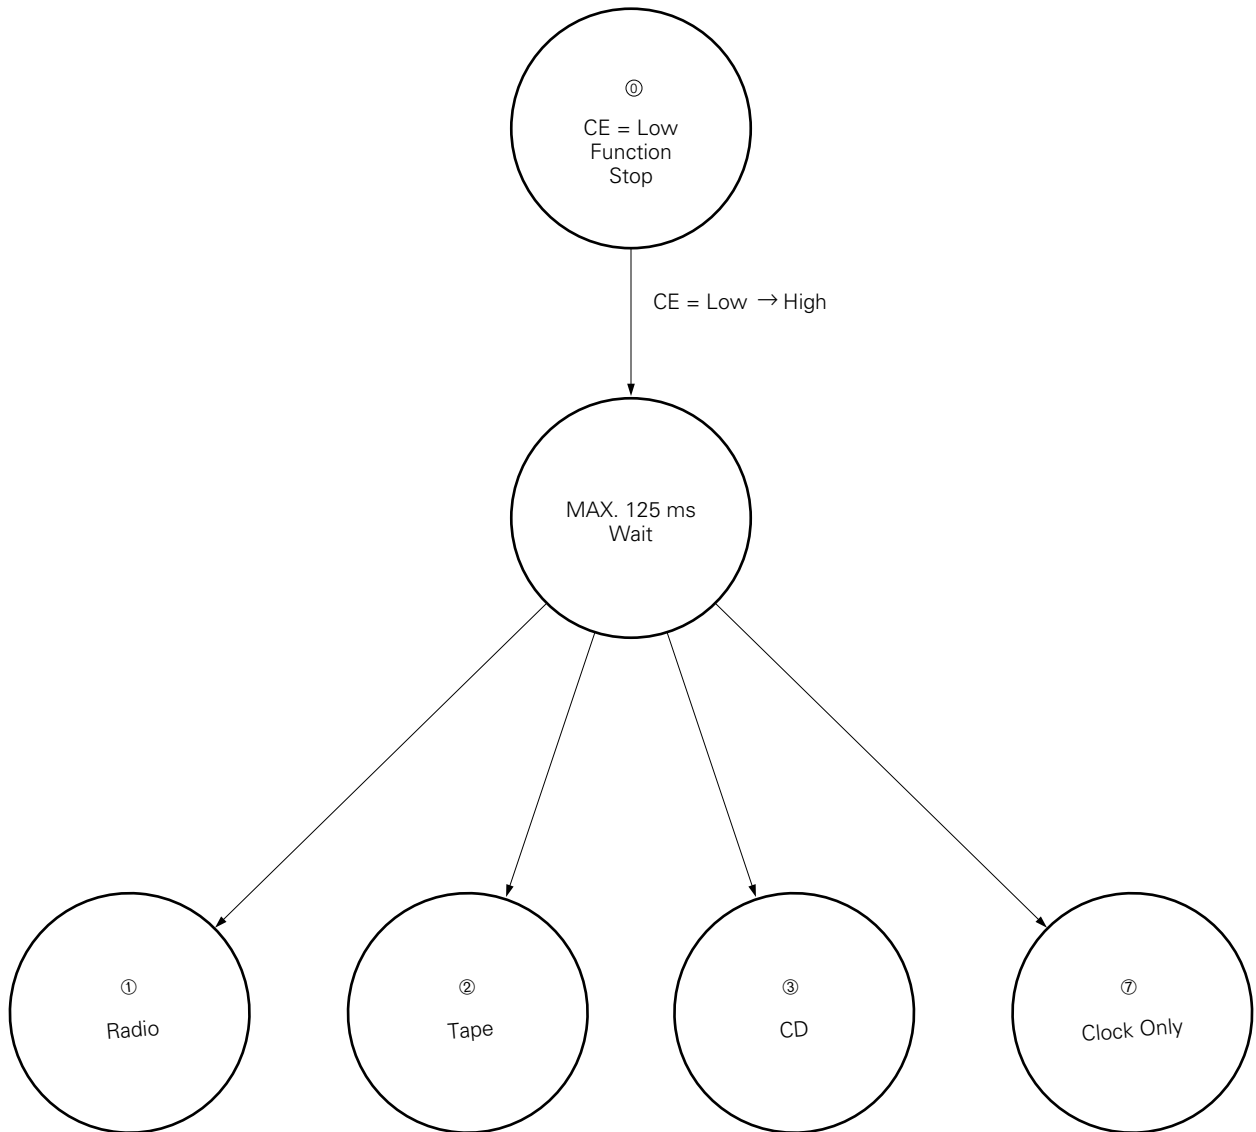 ⓪
CE = Low
Function
Stop
CE = Low → High
MAX. 125 ms
Wait
①
Radio
②
Tape
③
CD
⑦
Clock Only